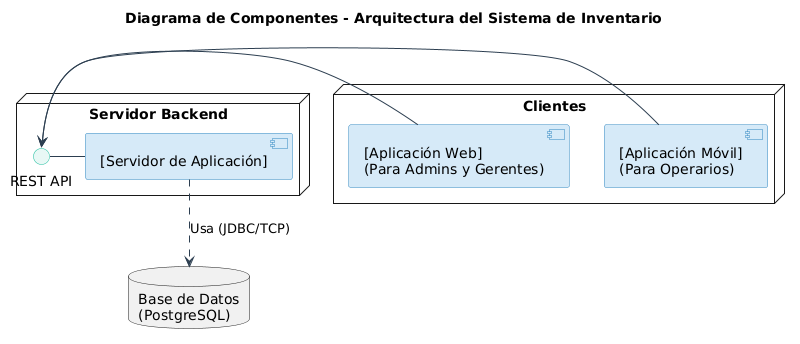 Diagrama de Componentes - Arquitectura del Sistema de Inventario
Servidor Backend
REST API
[Servidor de Aplicación]
Clientes
[Aplicación Web]
(Para Admins y Gerentes)
[Aplicación Móvil]
(Para Operarios)
Usa (JDBC/TCP)
Base de Datos
(PostgreSQL)